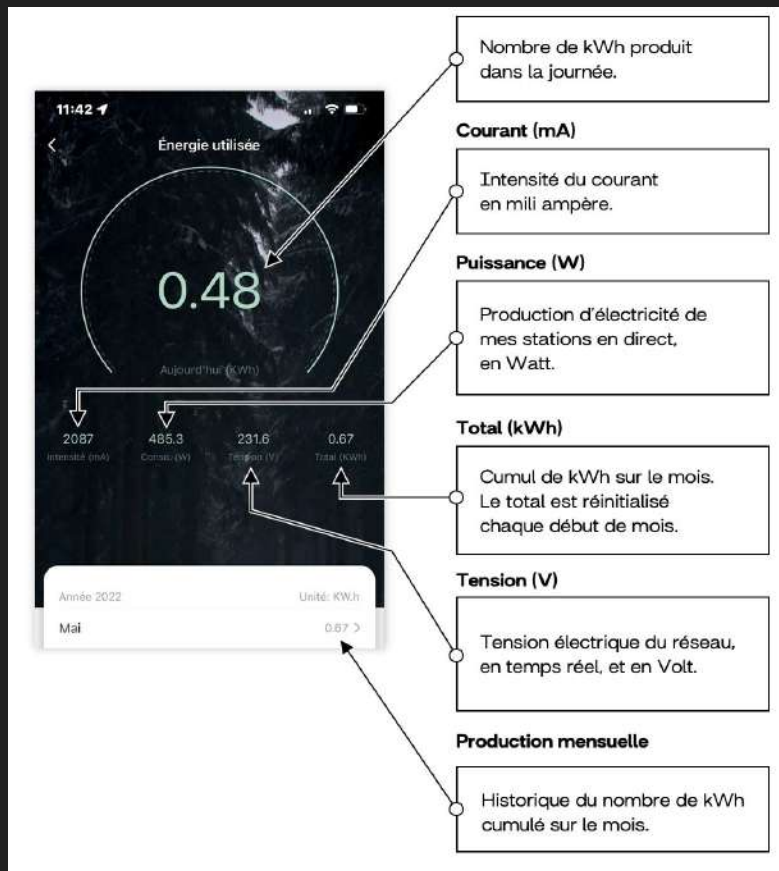 Nombre de kWh produit
dans la journée.
11:42
Énergie utilisée
0.48
Aujourd'hui (KWh)
2087
485.3
231.6
0.67
Intensité (mA)
Conso. (W)
Tension (V)
Total (KWh)
Année 2022
Unité: KW.h
Mai
0.67 >
Courant (mA)
Intensité du courant
en mili ampère.
Puissance (W)
Production d'électricité de
mes stations en direct,
en Watt.
Total (kWh)
Cumul de kWh sur le mois.
Le total est réinitialisé
chaque début de mois.
Tension (V)
Tension électrique du réseau,
en temps réel, et en Volt.
Production mensuelle
Historique du nombre de kWh
cumulé sur le mois.